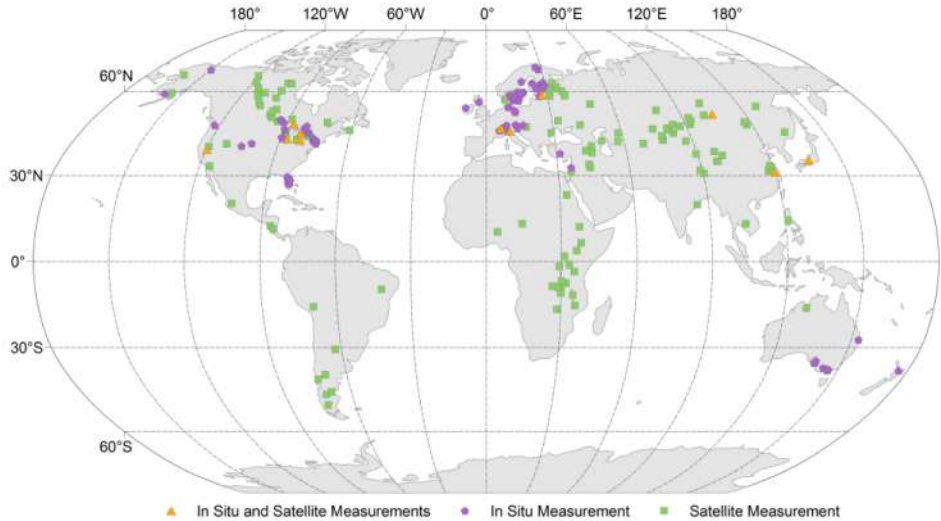 180° 120°W 60°W 0° 60°E 120°E 180°
60°N
30°N
0°
30°S
60°S
In Situ and Satellite Measurements In Situ Measurement Satellite Measurement